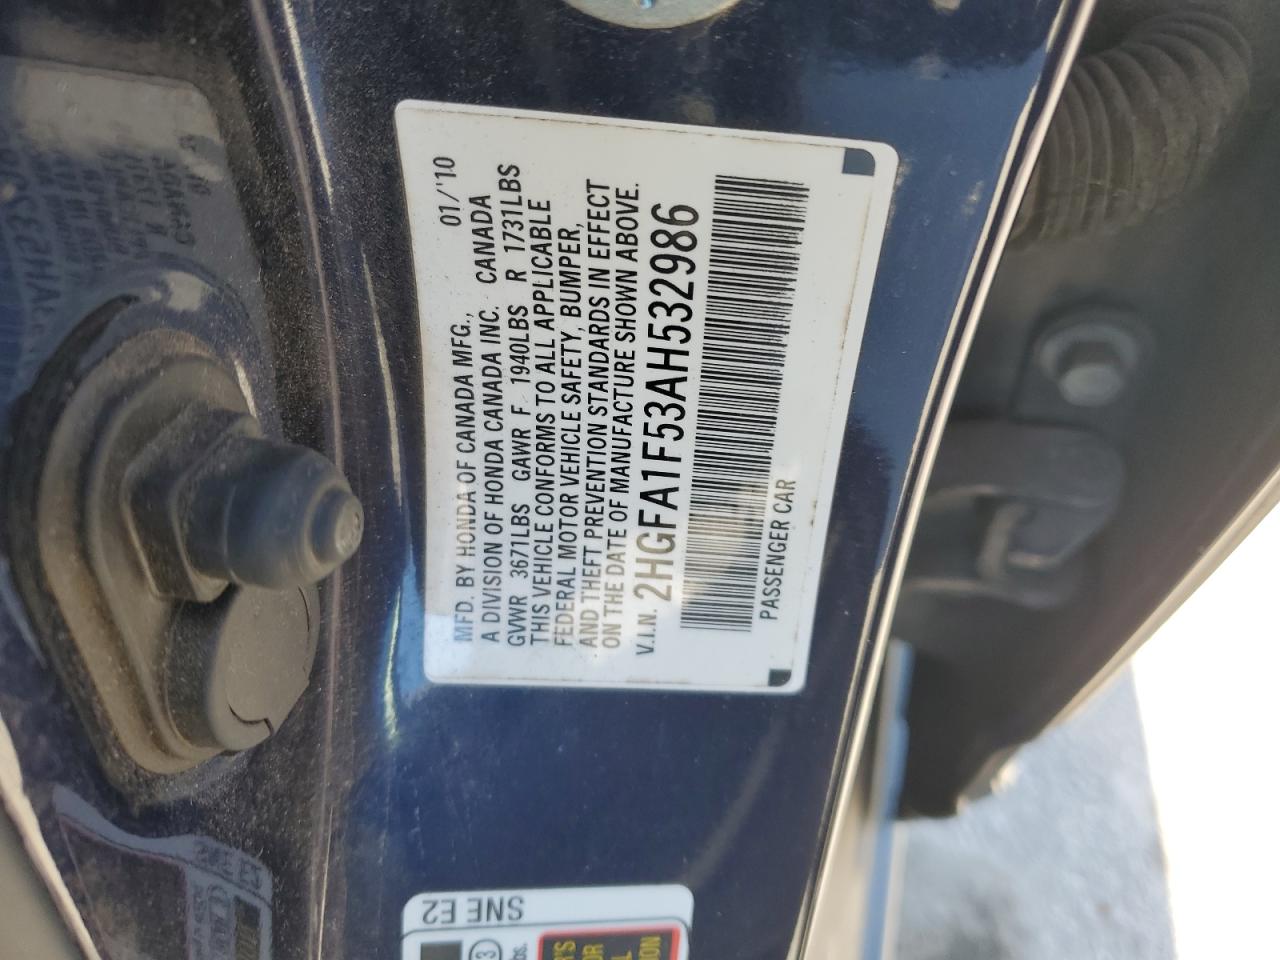 MFD. BY HONDA OF CANADA MFG., 01/'10
A DIVISION OF HONDA CANADA INC. CANADA
GVWR 3671LBS GAWR F 1940LBS R 1731LBS
THIS VEHICLE CONFORMS TO ALL APPLICABLE
FEDERAL MOTOR VEHICLE SAFETY, BUMPER,
AND THEFT PREVENTION STANDARDS IN EFFECT
ON THE DATE OF MANUFACTURE SHOWN ABOVE.
V.I.N. 2HGFA1F53AH532986
PASSENGER CAR
SNE E2